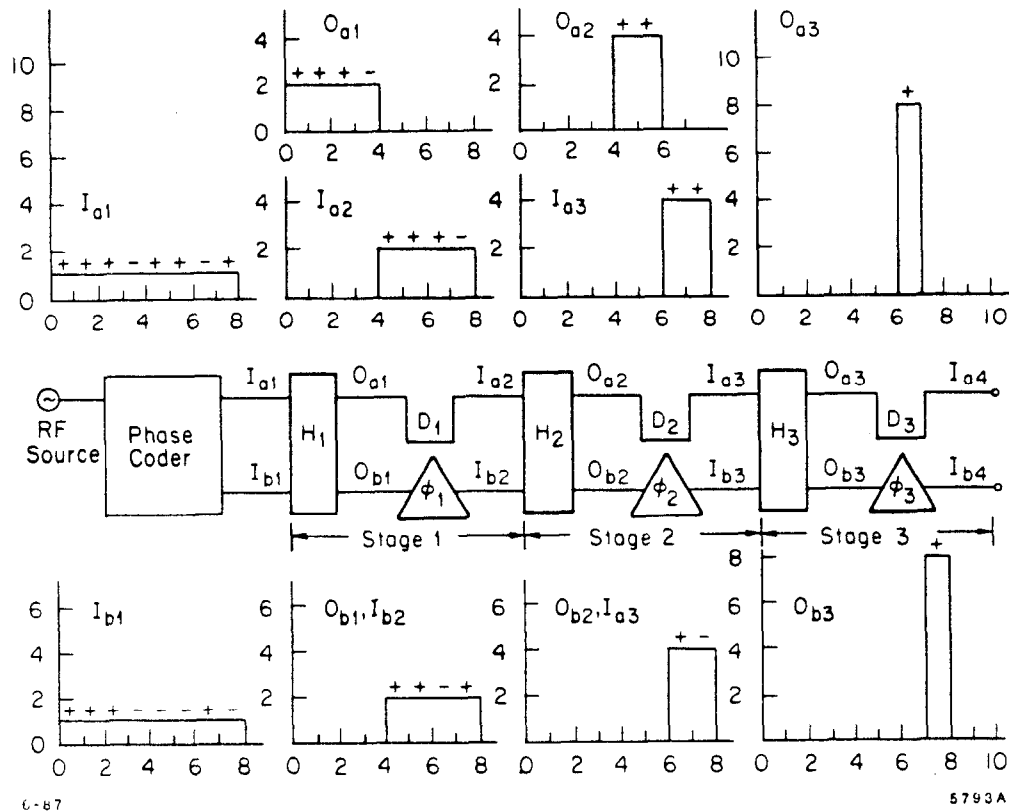 O_a1
O_a2
O_a3
10
8
6
4
2
0
I_a1
+ + + - + + - +
0 2 4 6 8
4
2
0
+ + + -
0 2 4 6 8
4
2
+ +
0 2 4 6 8
10
8
6
4
2
+
0 2 4 6 8 10
I_a2
4
2
+ + + -
0 2 4 6 8
I_a3
4
2
+ +
0 2 4 6 8
RF
Source
Phase
Coder
I_a1
I_b1
H_1
O_a1
O_b1
D_1
ϕ_1
I_a2
I_b2
H_2
O_a2
O_b2
D_2
ϕ_2
I_a3
I_b3
H_3
O_a3
O_b3
D_3
ϕ_3
I_a4
I_b4
Stage 1
Stage 2
Stage 3
I_b1
6
4
2
0
+ + + - - - + -
0 2 4 6 8
O_b1, I_b2
6
4
2
+ + - +
0 2 4 6 8
O_b2, I_a3
6
4
2
+ -
0 2 4 6 8
O_b3
8
6
4
2
+
0 2 4 6 8 10
6-87
5793A